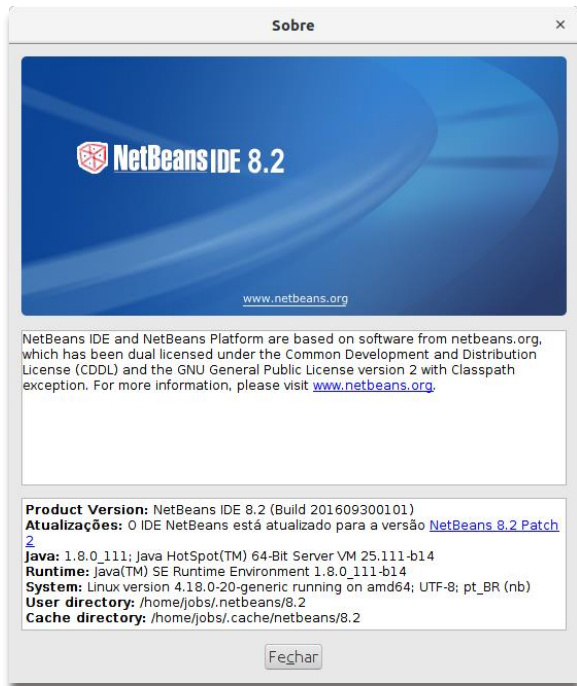 Sobre
×
NetBeans IDE 8.2
www.netbeans.org
NetBeans IDE and NetBeans Platform are based on software from netbeans.org,
which has been dual licensed under the Common Development and Distribution
License (CDDL) and the GNU General Public License version 2 with Classpath
exception. For more information, please visit www.netbeans.org.
Product Version: NetBeans IDE 8.2 (Build 201609300101)
Atualizações: O IDE NetBeans está atualizado para a versão NetBeans 8.2 Patch
2
Java: 1.8.0_111; Java HotSpot(TM) 64-Bit Server VM 25.111-b14
Runtime: Java(TM) SE Runtime Environment 1.8.0_111-b14
System: Linux version 4.18.0-20-generic running on amd64; UTF-8; pt_BR (nb)
User directory: /home/jobs/.netbeans/8.2
Cache directory: /home/jobs/.cache/netbeans/8.2
Fechar